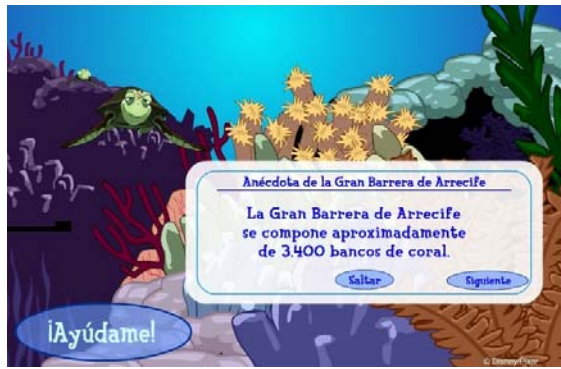 Anécdota de la Gran Barrera de Arrecife
La Gran Barrera de Arrecife
se compone aproximadamente
de 3.400 bancos de coral.
Saltar
Siguiente
¡Ayúdame!
© Disney/Pixar